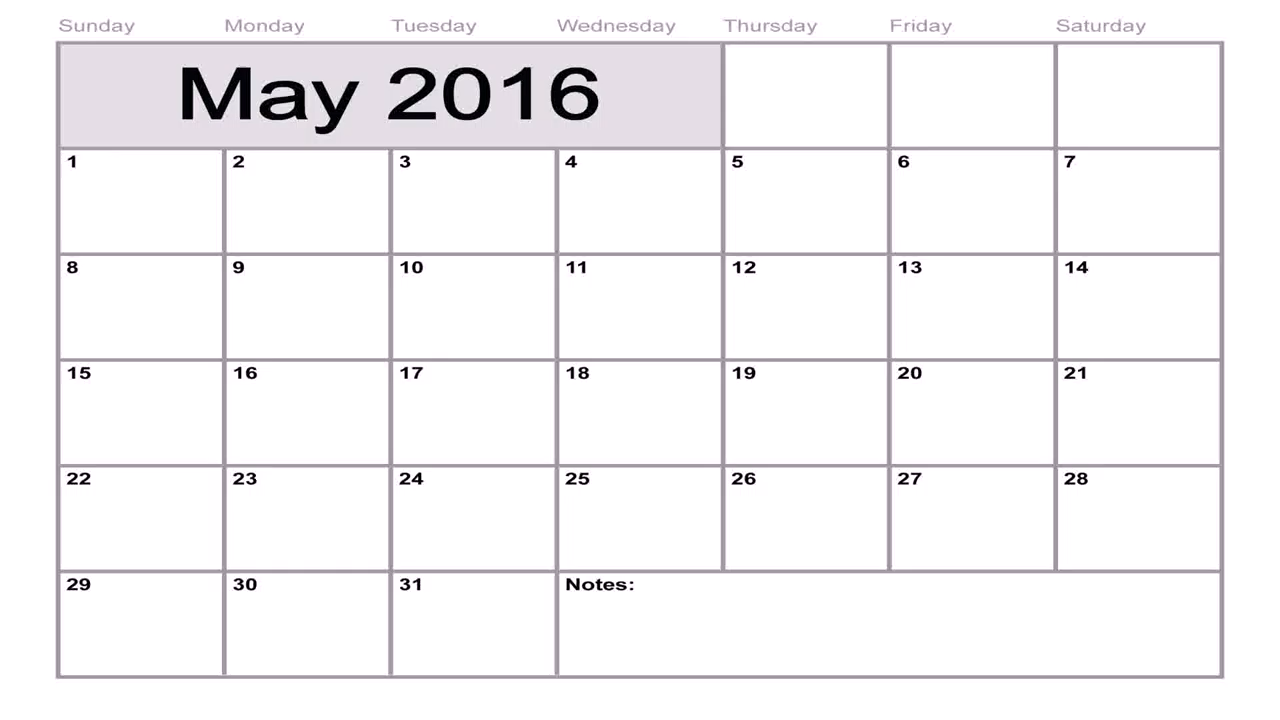 Sunday Monday Tuesday Wednesday Thursday Friday Saturday
May 2016
1 2 3 4 5 6 7
8 9 10 11 12 13 14
15 16 17 18 19 20 21
22 23 24 25 26 27 28
29 30 31 Notes: